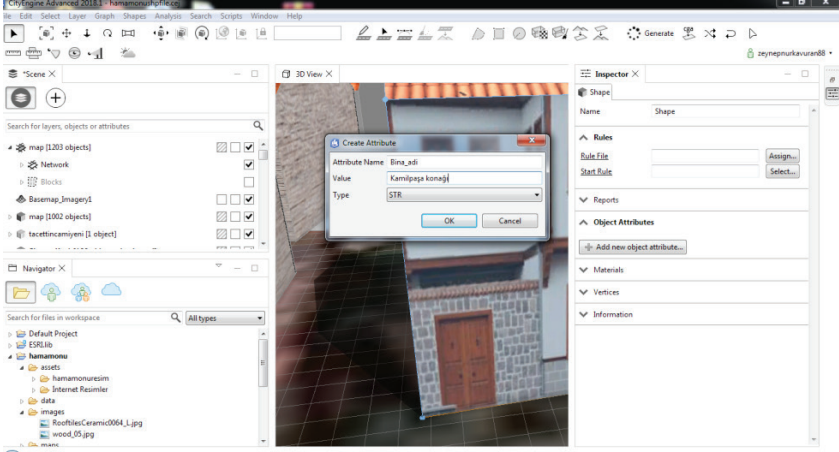 CityEngine Advanced 2018.1 - hamamonushpfile.cej
File Edit Select Layer Graph Shapes Analysis Search Scripts Window Help
Generate
zeynepnurkavuran88
*Scene
3D View
Inspector
Shape
Search for layers, objects or attributes
Name Shape
map [1203 objects]
Network
Blocks
Basemap_Imagery1
map [1002 objects]
tacettincamiyeni [1 object]
Create Attribute
Attribute Name Bina_adi
Value Kamilpaşa konağı
Type STR
OK Cancel
Rules
Rule File Assign...
Start Rule Select...
Reports
Object Attributes
Add new object attribute...
Materials
Vertices
Information
Navigator
Search for files in workspace All types
Default Project
ESRI.lib
hamamonu
assets
hamamonuresim
Internet Resimler
data
images
RooftilesCeramic0064_L.jpg
wood_05.jpg
maps